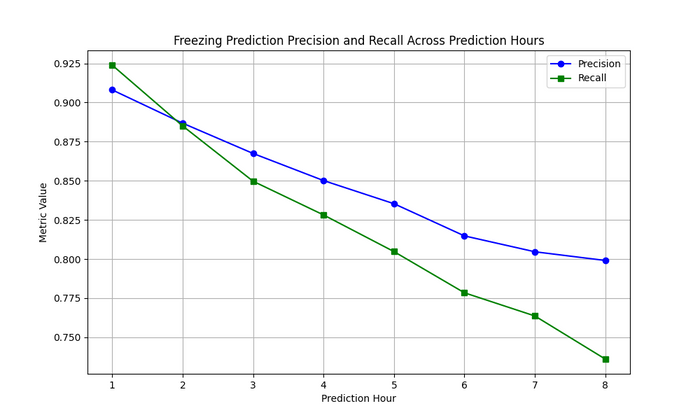 Freezing Prediction Precision and Recall Across Prediction Hours
Precision
Recall
Metric Value
0.925
0.900
0.875
0.850
0.825
0.800
0.775
0.750
1 2 3 4 5 6 7 8
Prediction Hour